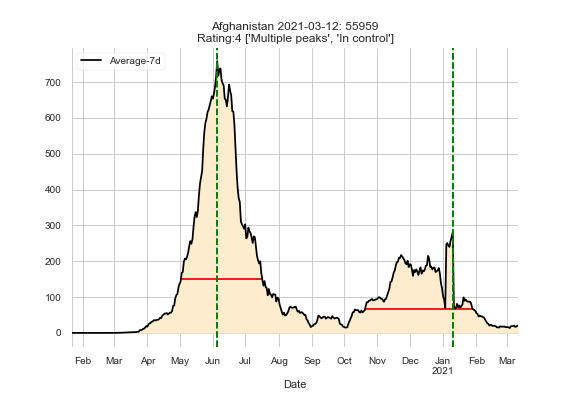 Afghanistan 2021-03-12: 55959
Rating:4 ['Multiple peaks', 'In control']
Average-7d
700
600
500
400
300
200
100
0
Feb Mar Apr May Jun Jul Aug Sep Oct Nov Dec Jan Feb Mar
2021
Date